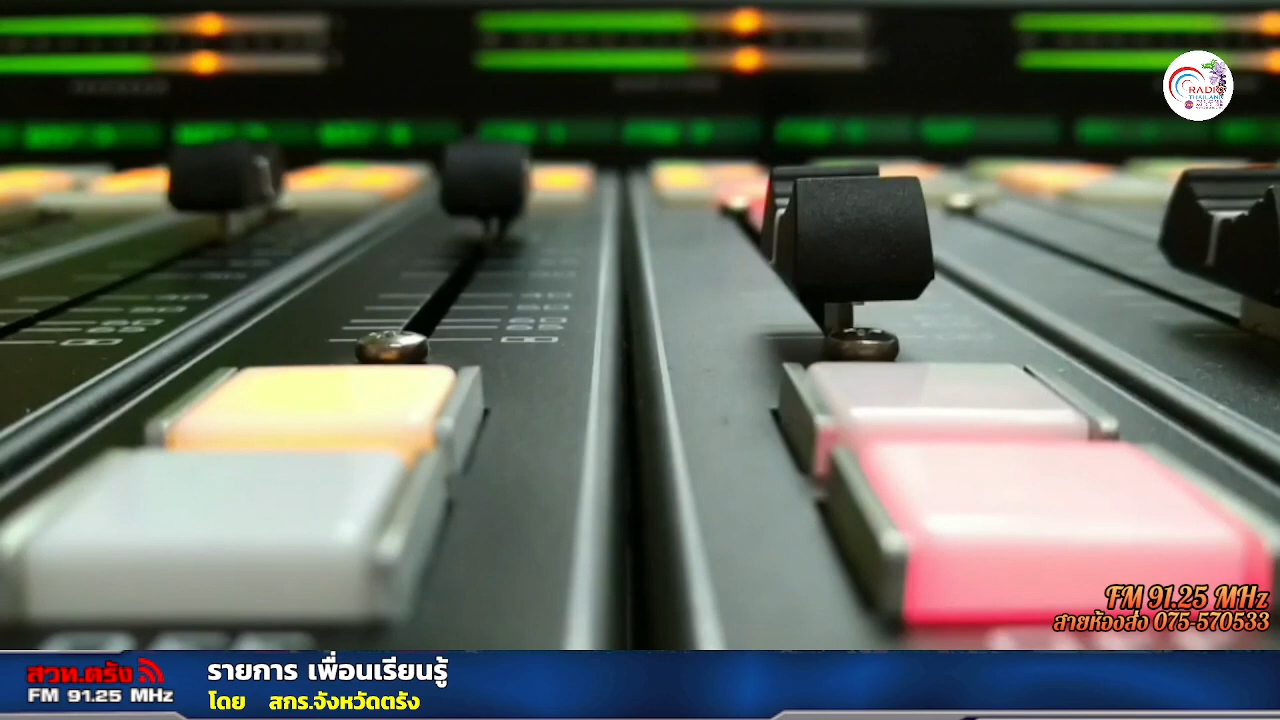 RADIO
THAILAND
FM 91.25 MHz
สายห้องส่ง 075-570533
สวท.ตรัง
FM 91.25 MHz
รายการ เพื่อนเรียนรู้
โดย สกร.จังหวัดตรัง